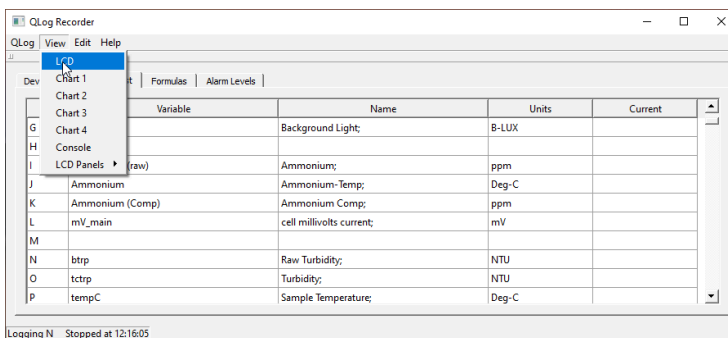 QLog Recorder
QLog View Edit Help
LCD
Chart 1
Chart 2
Chart 3
Chart 4
Console
LCD Panels
Formulas Alarm Levels
Variable Name Units Current
G Background Light; B-LUX
H
I (raw) Ammonium; ppm
J Ammonium Ammonium-Temp; Deg-C
K Ammonium (Comp) Ammonium Comp; ppm
L mV_main cell millivolts current; mV
M
N btrp Raw Turbidity; NTU
O tctrp Turbidity; NTU
P tempC Sample Temperature; Deg-C
Logging N Stopped at 12:16:05